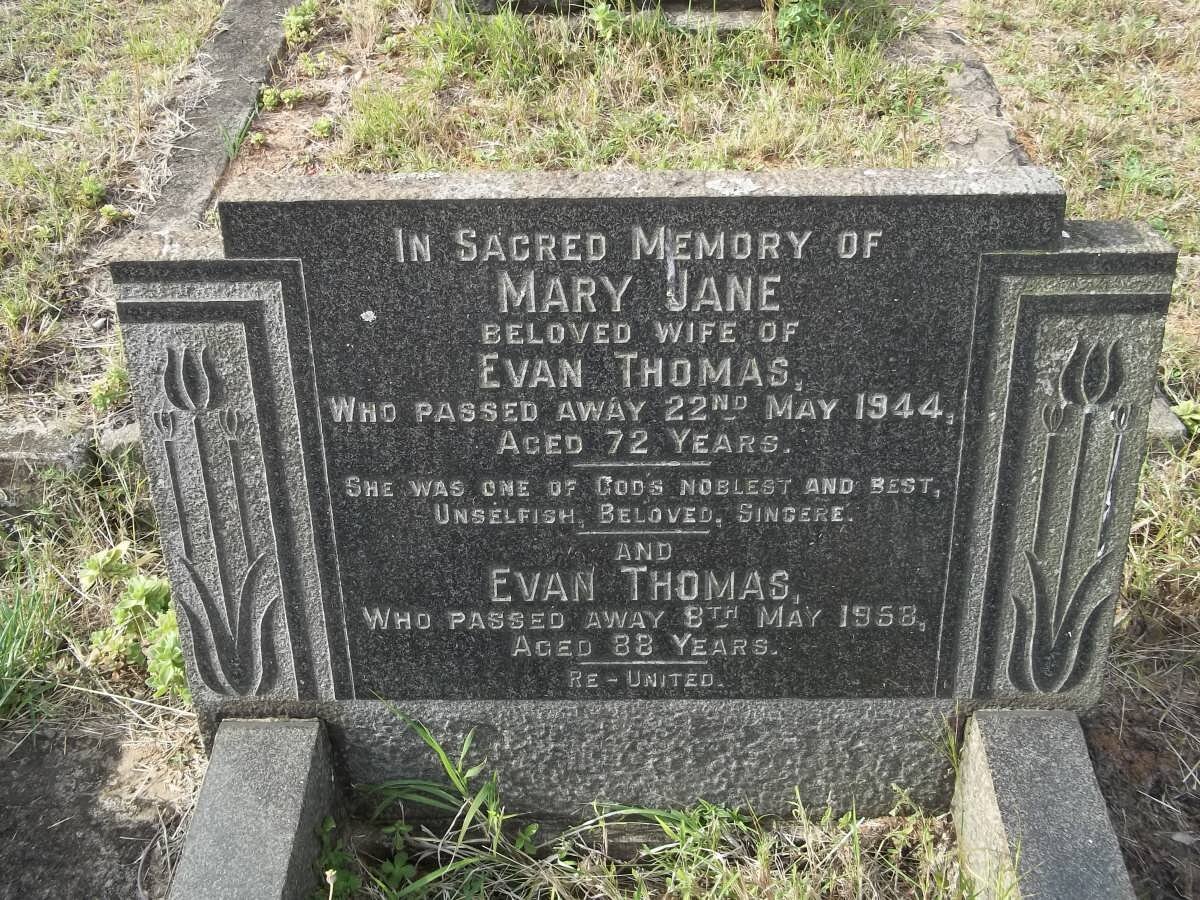 IN SACRED MEMORY OF
MARY JANE
BELOVED WIFE OF
EVAN THOMAS,
WHO PASSED AWAY 22ND MAY 1944,
AGED 72 YEARS.
SHE WAS ONE OF GOD'S NOBLEST AND BEST,
UNSELFISH, BELOVED, SINCERE.
AND
EVAN THOMAS,
WHO PASSED AWAY 8TH MAY 1958,
AGED 88 YEARS.
RE-UNITED.